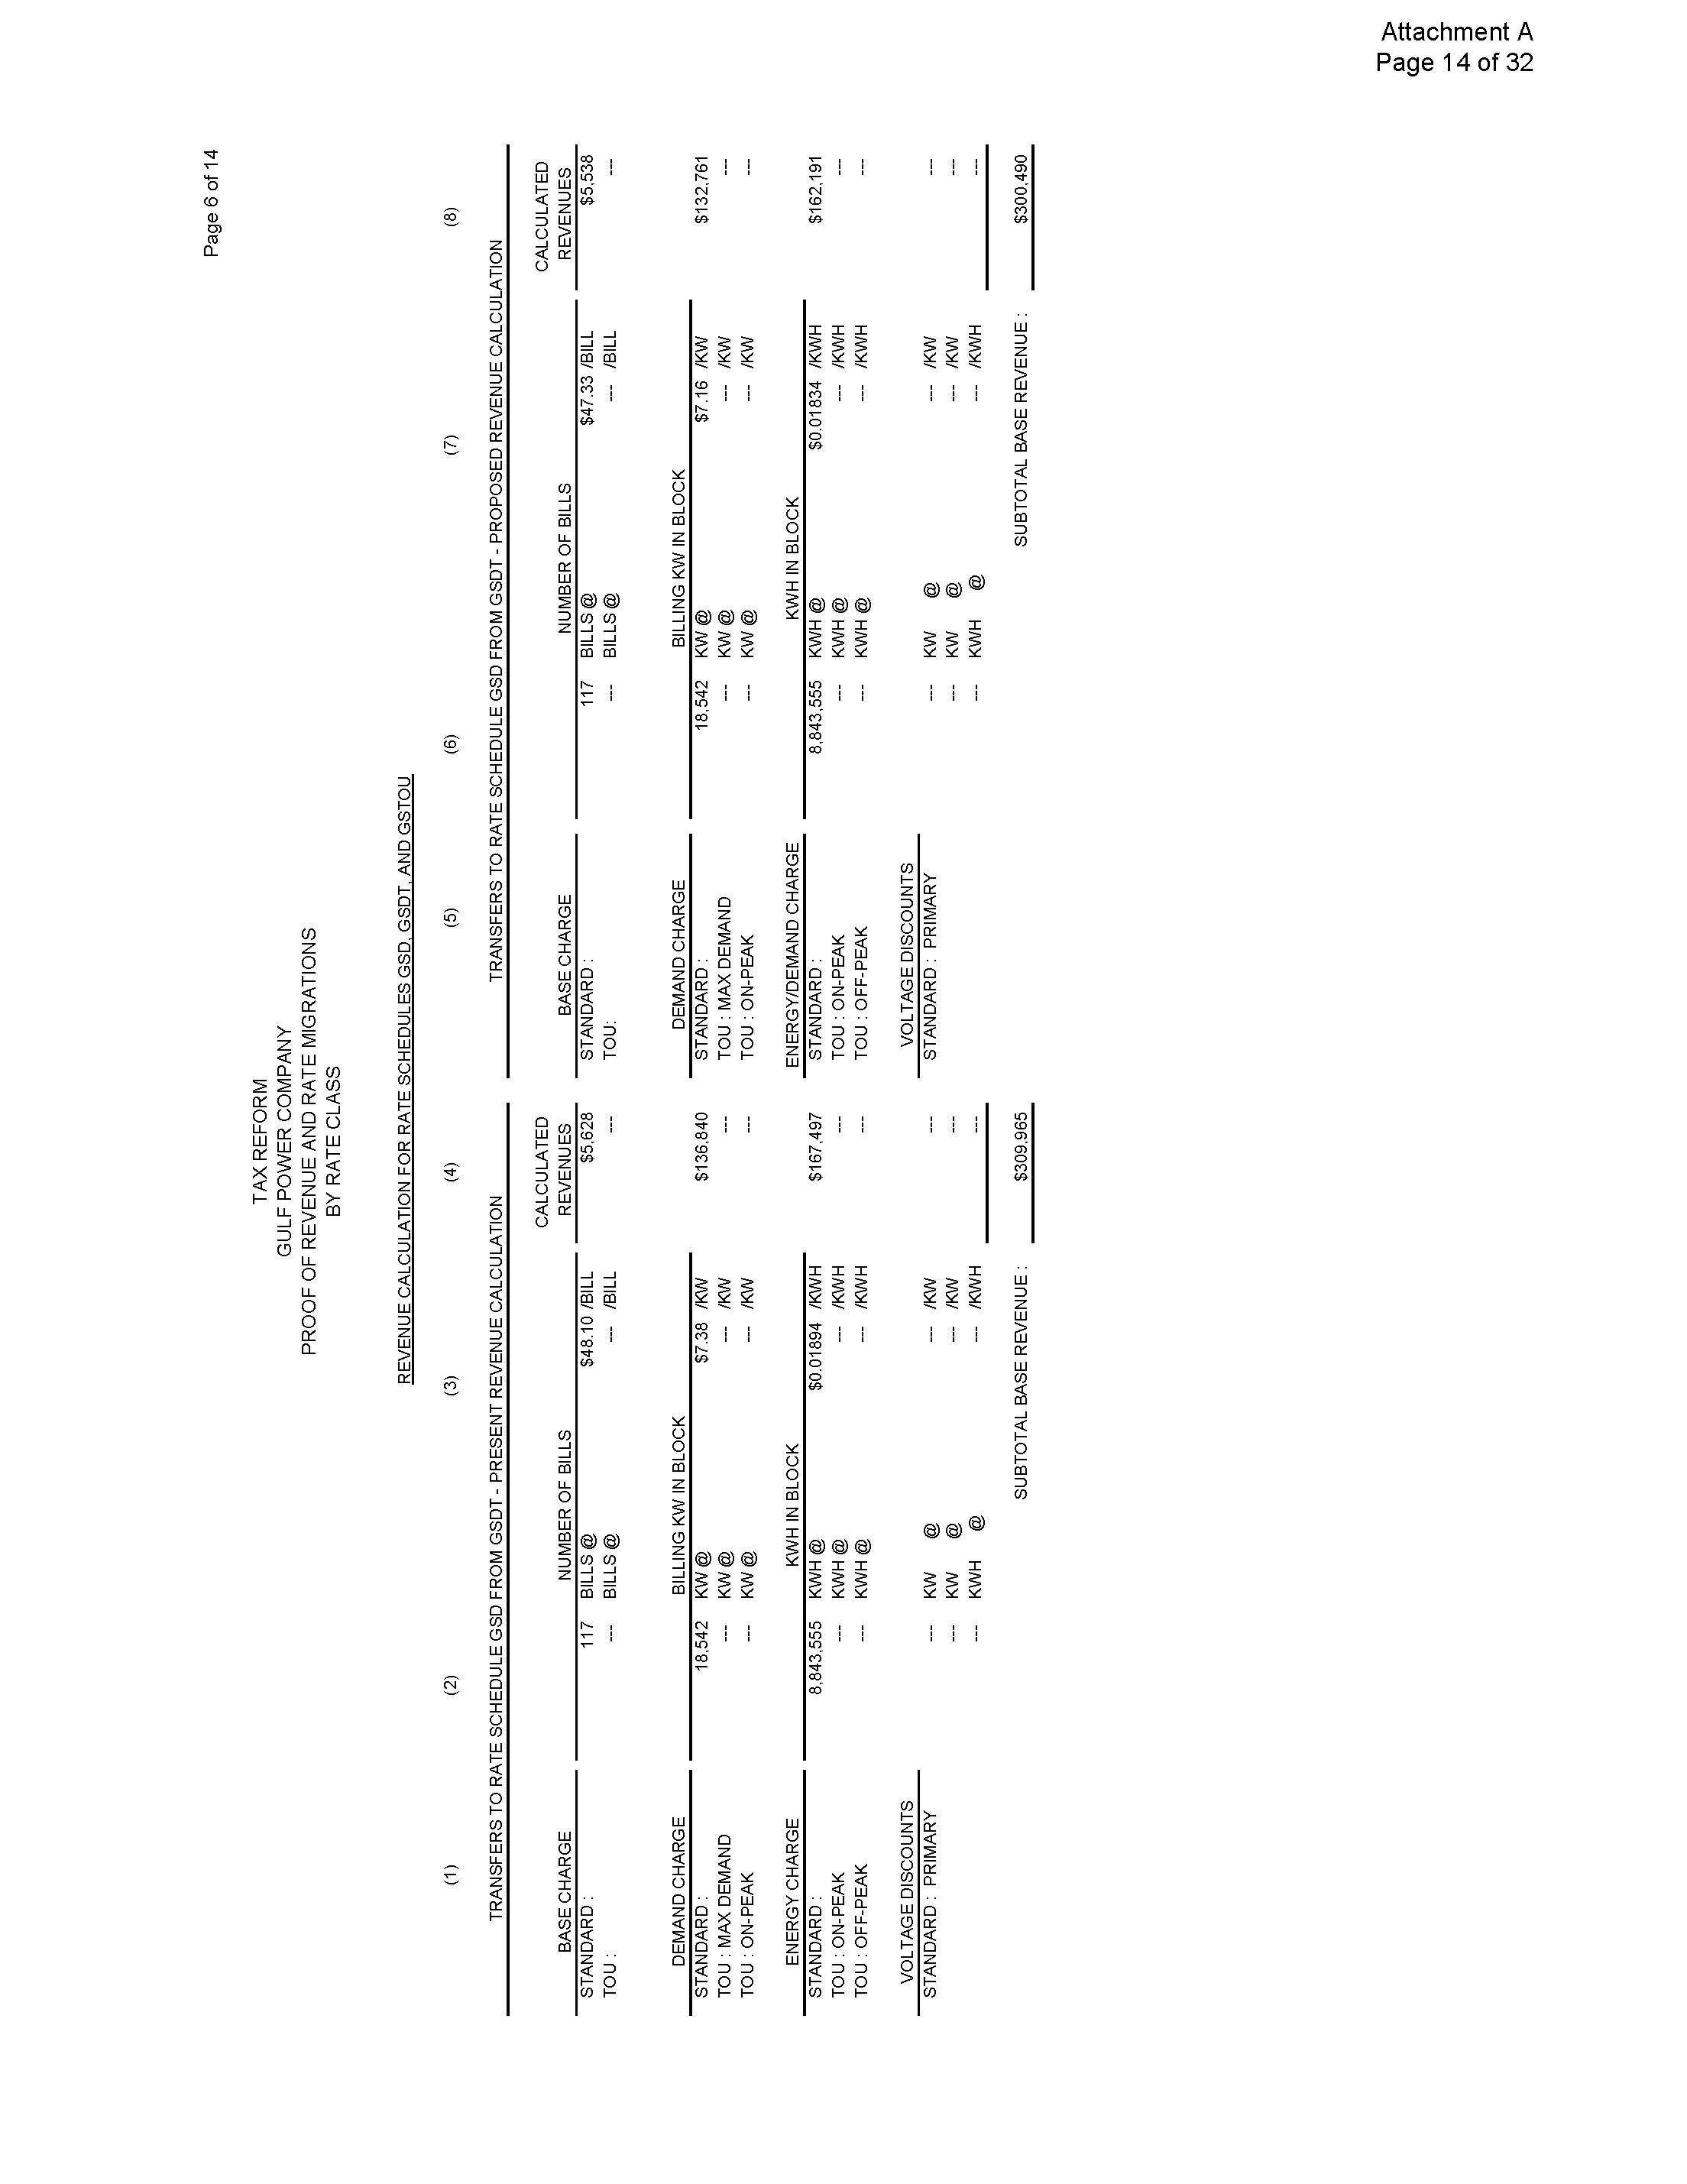 Attachment A
Page 14 of 32
Page 6 of 14
TAX REFORM
GULF POWER COMPANY
PROOF OF REVENUE AND RATE MIGRATIONS
BY RATE CLASS
REVENUE CALCULATION FOR RATE SCHEDULES GSD, GSDT, AND GSTOU
(1) (2) (3) (4) (5) (6) (7) (8)
TRANSFERS TO RATE SCHEDULE GSD FROM GSDT - PRESENT REVENUE CALCULATION TRANSFERS TO RATE SCHEDULE GSD FROM GSDT - PROPOSED REVENUE CALCULATION
CALCULATED CALCULATED
BASE CHARGE NUMBER OF BILLS REVENUES BASE CHARGE NUMBER OF BILLS REVENUES
STANDARD : 117 BILLS @ $48.10 /BILL $5,628 STANDARD : 117 BILLS @ $47.33 /BILL $5,538
TOU : --- BILLS @ --- /BILL --- TOU: --- BILLS @ --- /BILL ---
DEMAND CHARGE BILLING KW IN BLOCK DEMAND CHARGE BILLING KW IN BLOCK
STANDARD : 18,542 KW @ $7.38 /KW $136,840 STANDARD : 18,542 KW @ $7.16 /KW $132,761
TOU : MAX DEMAND --- KW @ --- /KW --- TOU : MAX DEMAND --- KW @ --- /KW ---
TOU : ON-PEAK --- KW @ --- /KW --- TOU : ON-PEAK --- KW @ --- /KW ---
ENERGY CHARGE KWH IN BLOCK ENERGY/DEMAND CHARGE KWH IN BLOCK
STANDARD : 8,843,555 KWH @ $0.01894 /KWH $167,497 STANDARD : 8,843,555 KWH @ $0.01834 /KWH $162,191
TOU : ON-PEAK --- KWH @ --- /KWH --- TOU : ON-PEAK --- KWH @ --- /KWH ---
TOU : OFF-PEAK --- KWH @ --- /KWH --- TOU : OFF-PEAK --- KWH @ --- /KWH ---
VOLTAGE DISCOUNTS VOLTAGE DISCOUNTS
STANDARD : PRIMARY --- KW @ --- /KW --- STANDARD : PRIMARY --- KW @ --- /KW ---
--- KW @ --- /KW --- --- KW @ --- /KW ---
--- KWH @ --- /KWH --- --- KWH @ --- /KWH ---
SUBTOTAL BASE REVENUE : $309,965 SUBTOTAL BASE REVENUE : $300,490